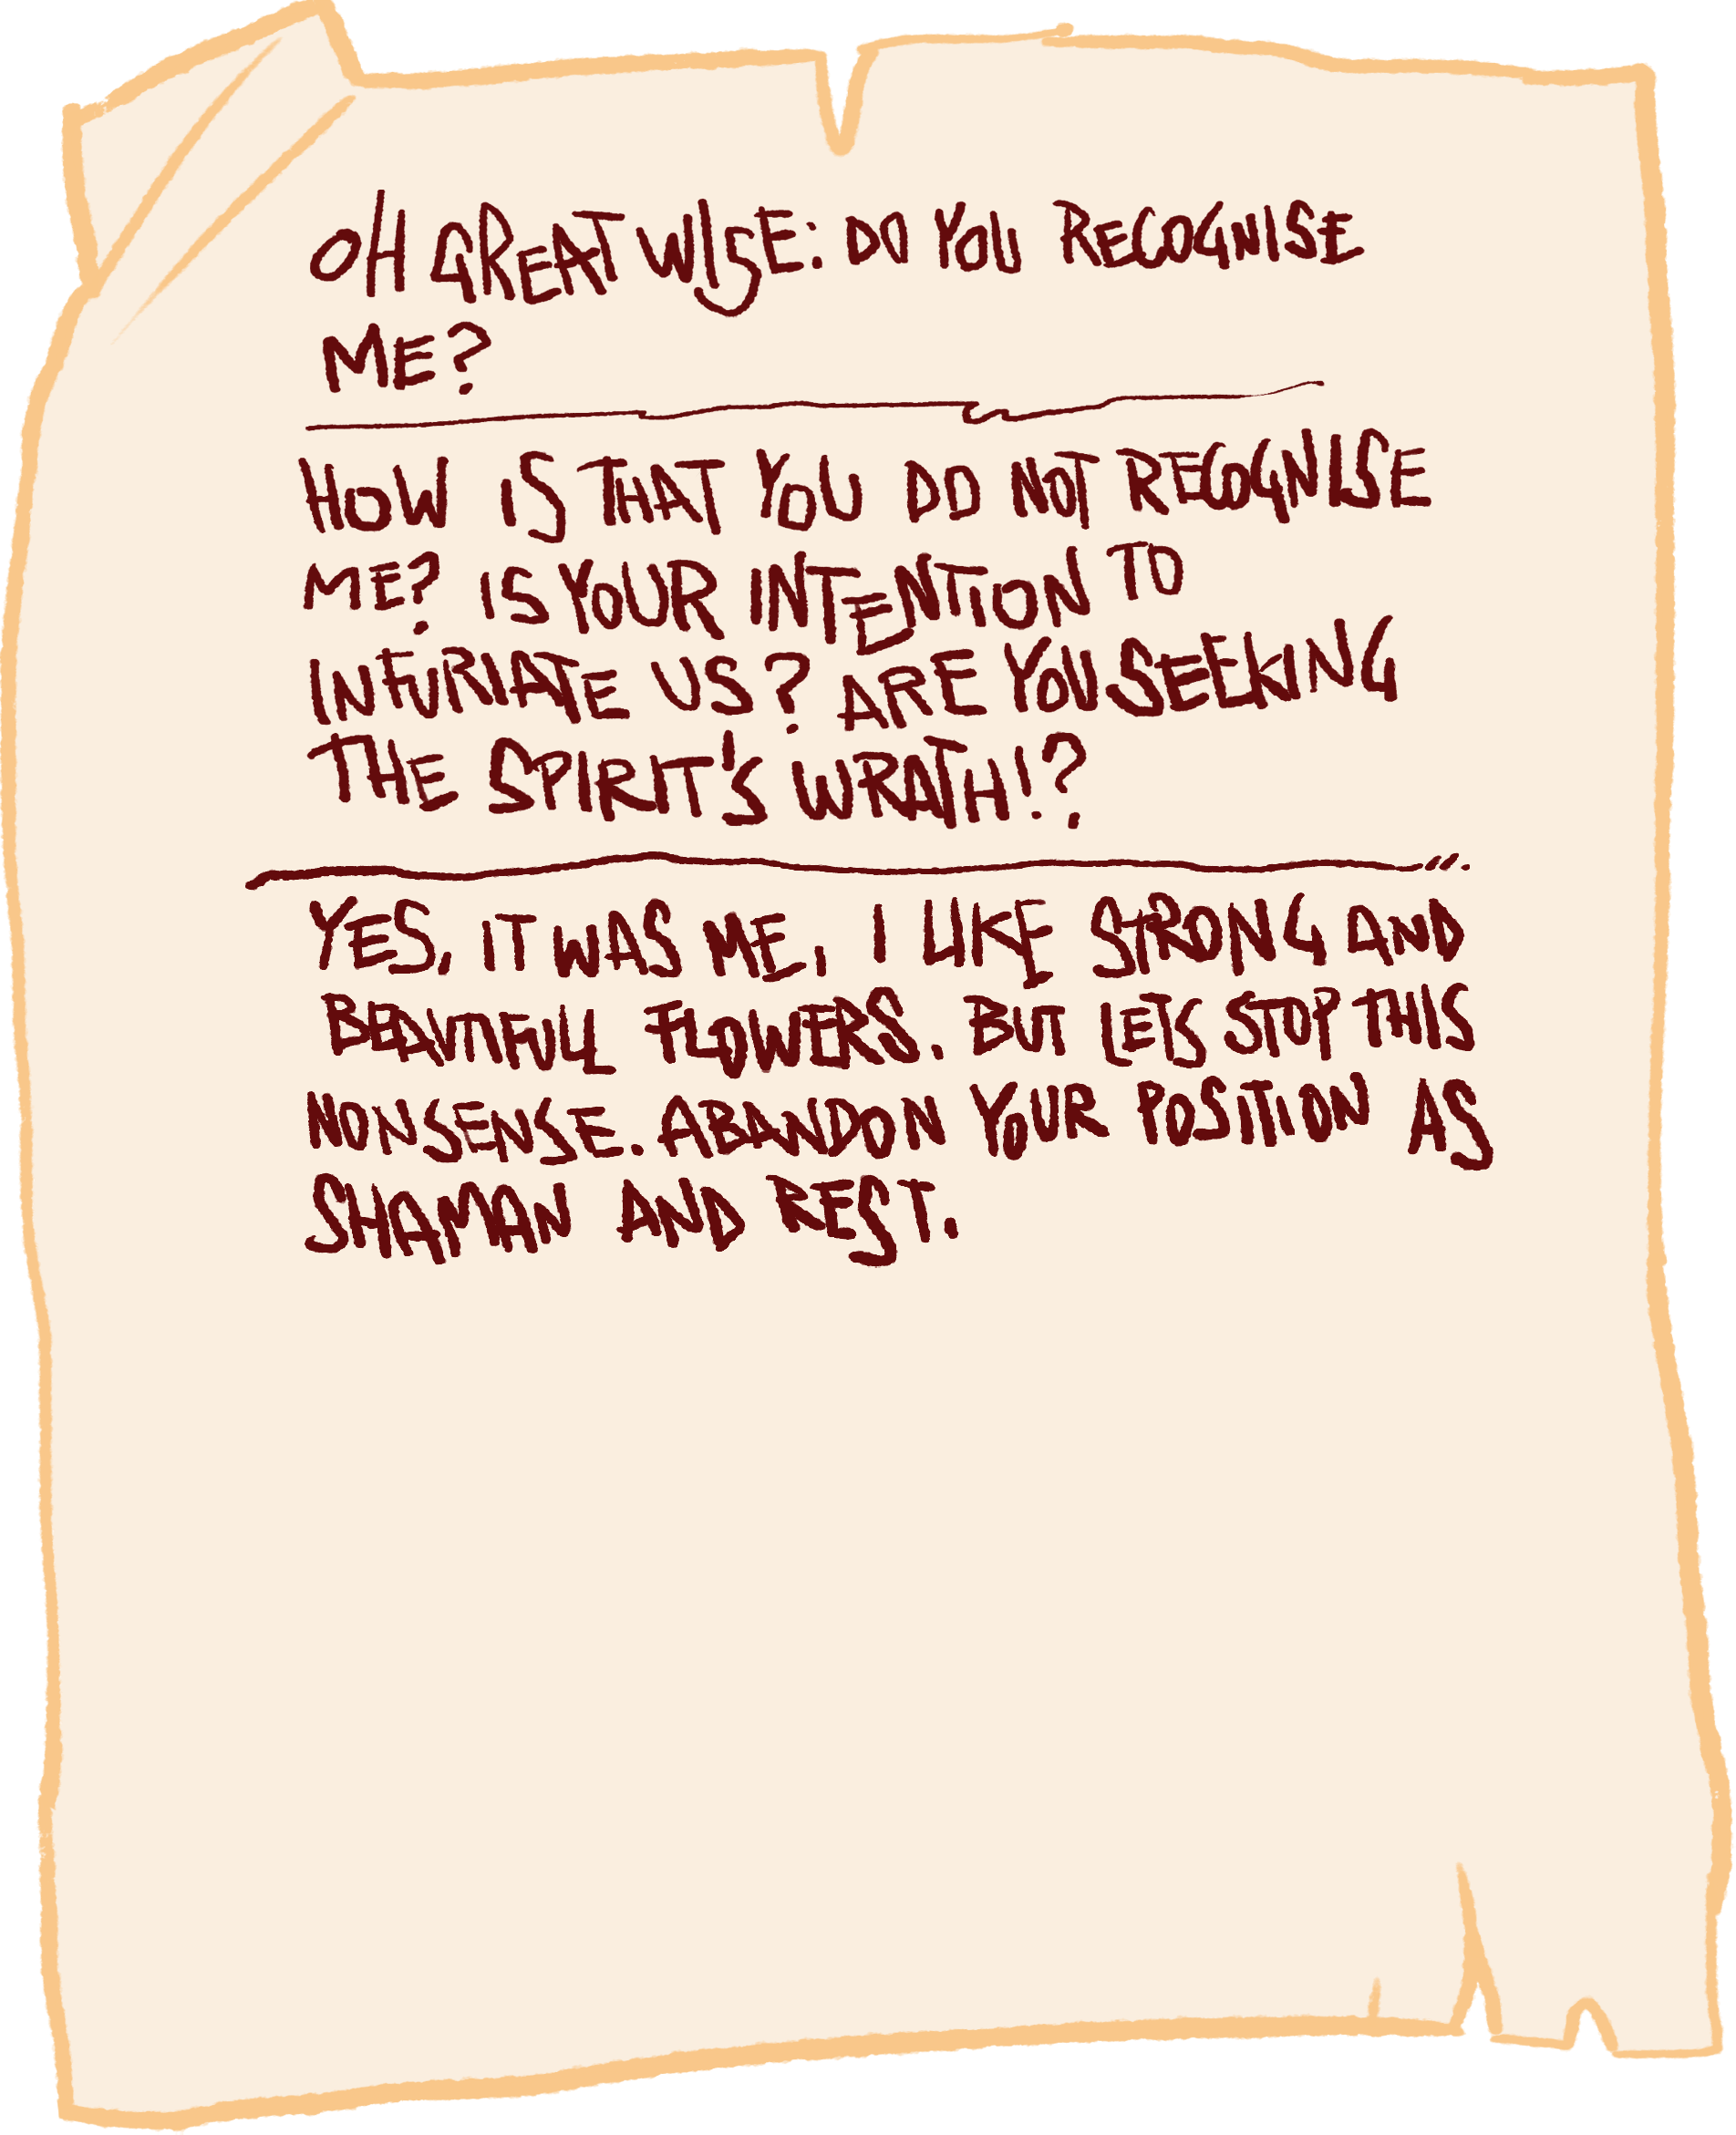 OH GREAT WISE: DO YOU RECOGNISE
ME?
HOW IS THAT YOU DO NOT RECOGNISE
ME? IS YOUR INTENTION TO
INFURIATE US? ARE YOU SEEKING
THE SPIRIT'S WRATH!?
YES, IT WAS ME, I LIKE STRONG AND
BEAUTIFULL FLOWERS. BUT LETS STOP THIS
NONSENSE. ABANDON YOUR POSITION AS
SHAMAN AND REST.